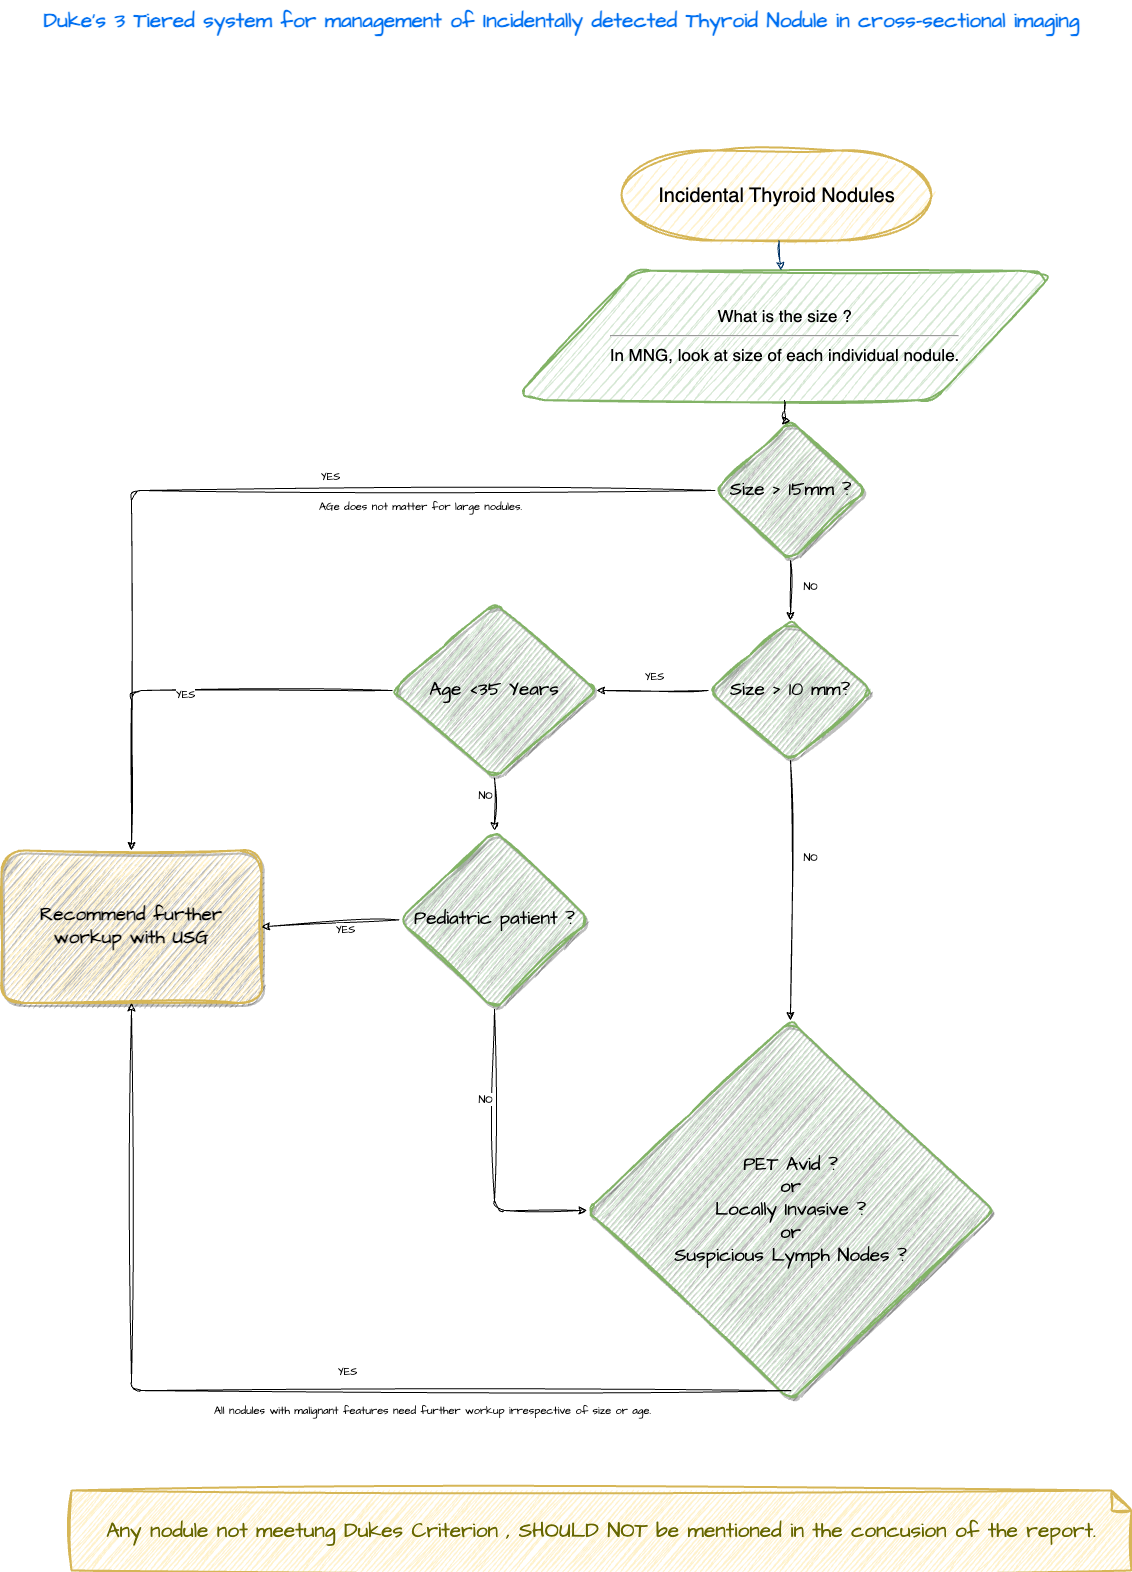 Duke's 3 Tiered system for management of Incidentally detected Thyroid Nodule in cross-sectional imaging
Incidental Thyroid Nodules
What is the size ?
In MNG, look at size of each individual nodule.
Size > 15mm ?
YES
AGe does not matter for large nodules.
NO
Size > 10 mm?
YES
Age <35 Years
YES
NO
NO
Pediatric patient ?
YES
Recommend further
workup with USG
NO
PET Avid ?
or
Locally Invasive ?
or
Suspicious Lymph Nodes ?
YES
All nodules with malignant features need further workup irrespective of size or age.
Any nodule not meetung Dukes Criterion , SHOULD NOT be mentioned in the concusion of the report.